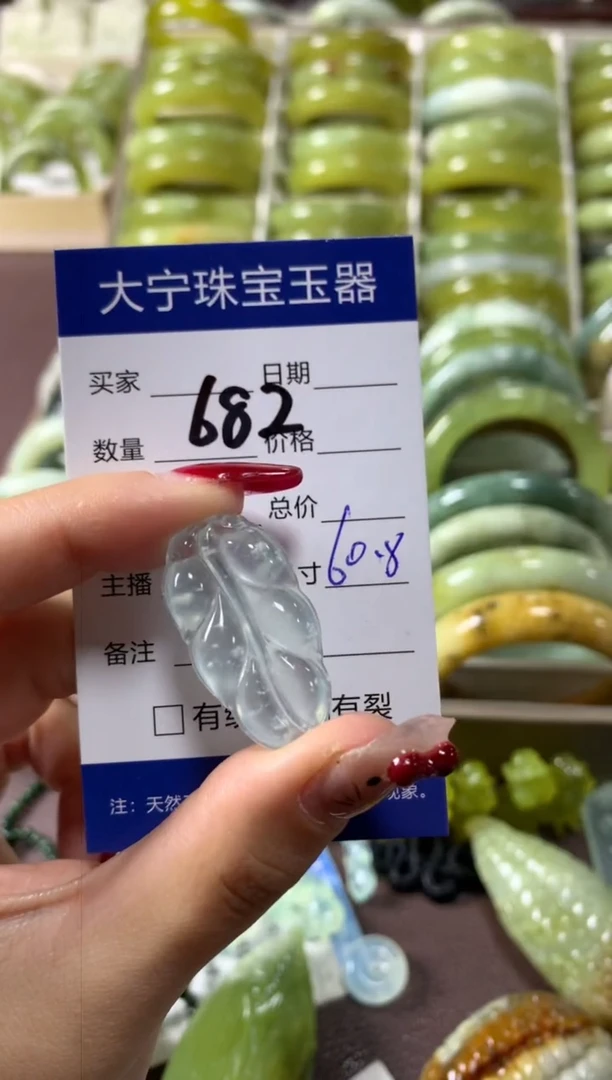 大宁珠宝玉器
买家 日期
682
数量 价格
总价
主播 寸 60.8
备注
□有 有裂
注：天然 现象。